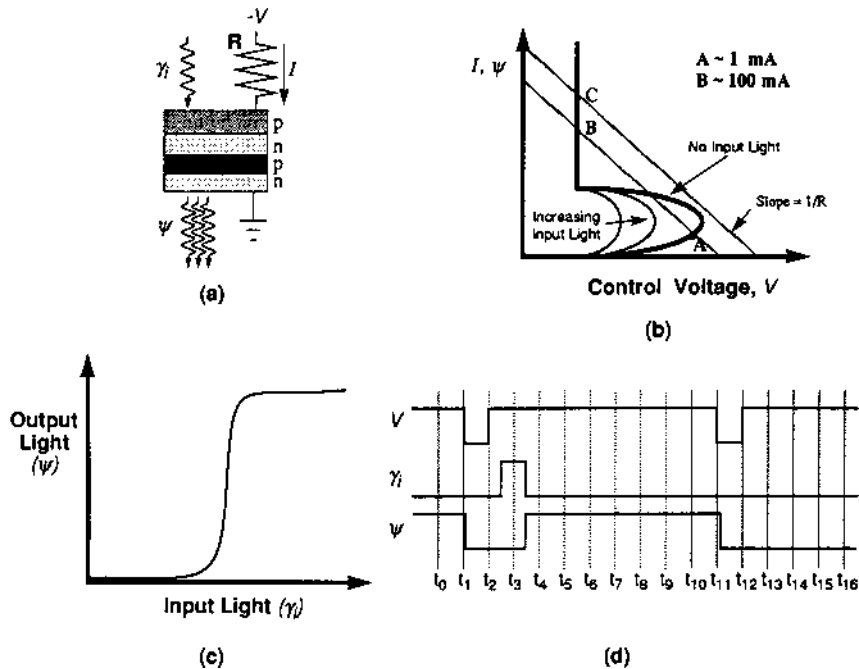 -V
R
γi
I
p
n
p
n
ψ
(a)
I, ψ
A ~ 1 mA
B ~ 100 mA
C
B
No Input Light
Increasing
Input Light
Slope = 1/R
A
Control Voltage, V
(b)
Output
Light
(ψ)
Input Light (γi)
(c)
V
γi
ψ
t0 t1 t2 t3 t4 t5 t6 t7 t8 t9 t10 t11 t12 t13 t14 t15 t16
(d)